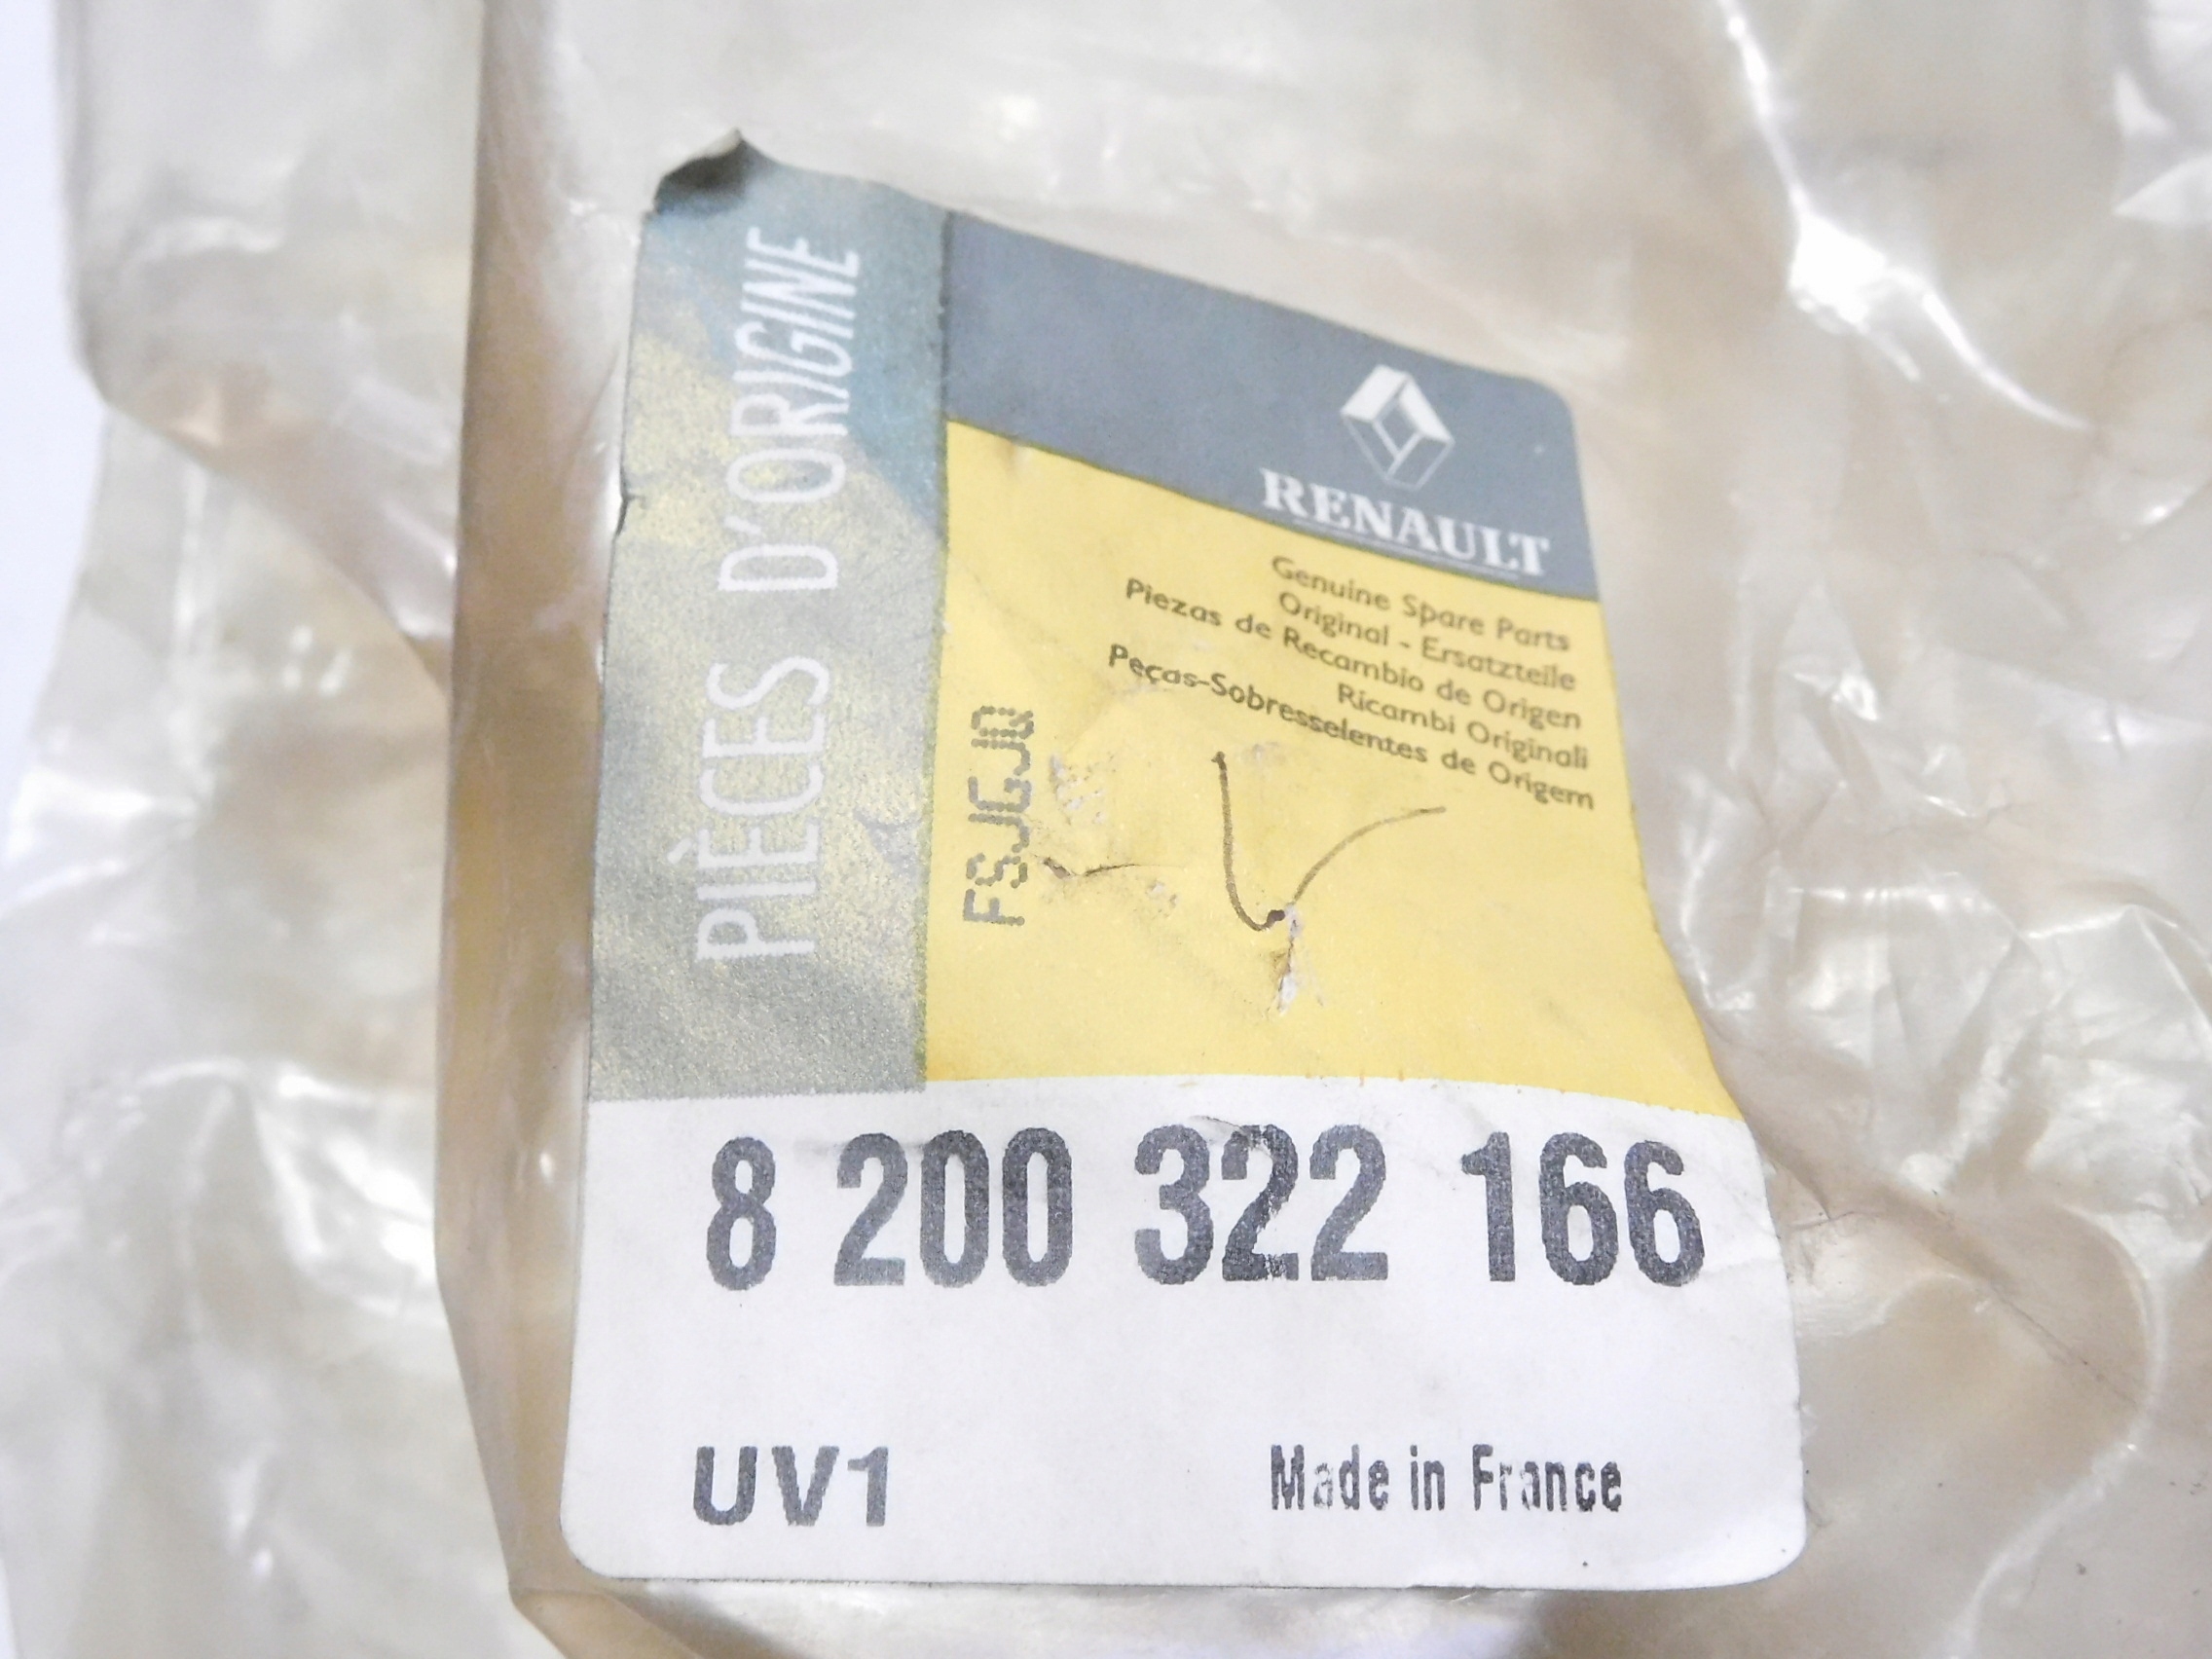 PIÈCES D'ORIGINE
RENAULT
Genuine Spare Parts
Original - Ersatzteile
Piezas de Recambio de Origen
Ricambi Originali
Peças-Sobresselentes de Origem
FSJGJQ
8 200 322 166
UV1
Made in France